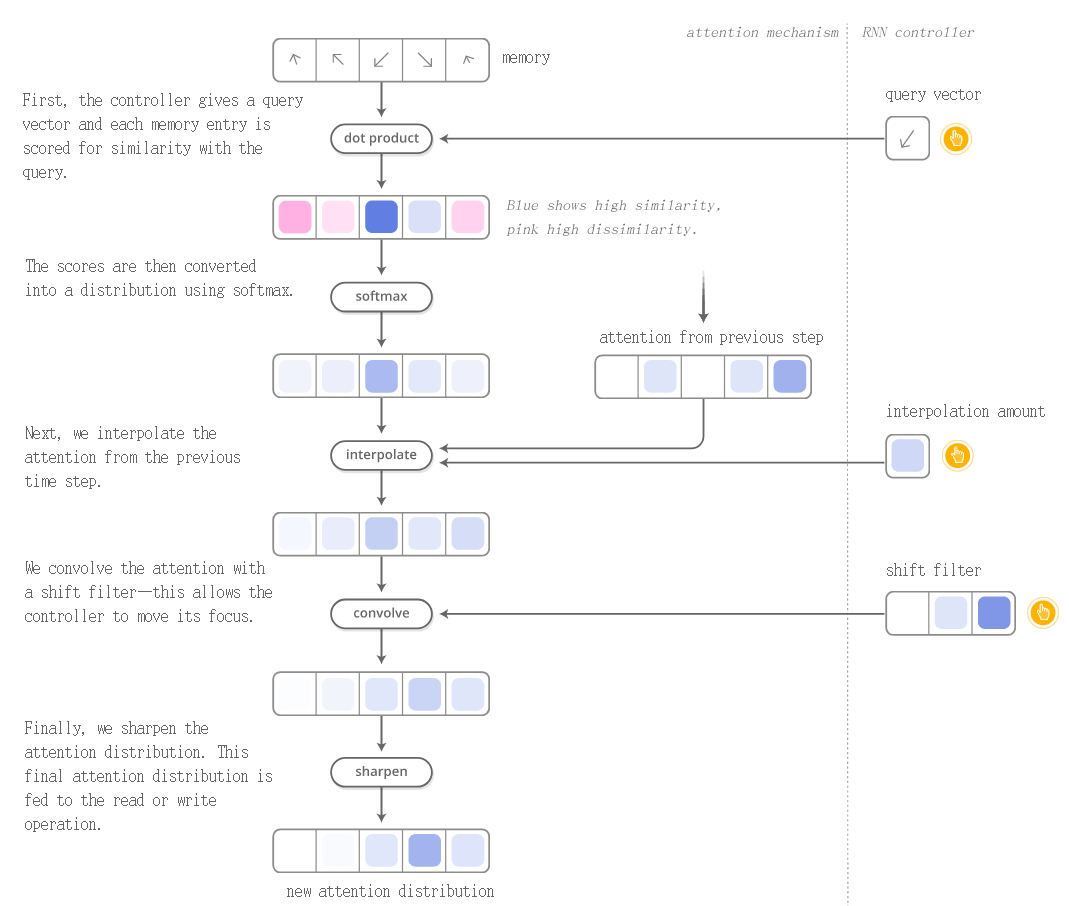 attention mechanism
RNN controller
memory
query vector
First, the controller gives a query
vector and each memory entry is
scored for similarity with the
query.
dot product
Blue shows high similarity,
pink high dissimilarity.
The scores are then converted
into a distribution using softmax.
softmax
attention from previous step
interpolation amount
Next, we interpolate the
attention from the previous
time step.
interpolate
We convolve the attention with
a shift filter—this allows the
controller to move its focus.
shift filter
convolve
Finally, we sharpen the
attention distribution. This
final attention distribution is
fed to the read or write
operation.
sharpen
new attention distribution